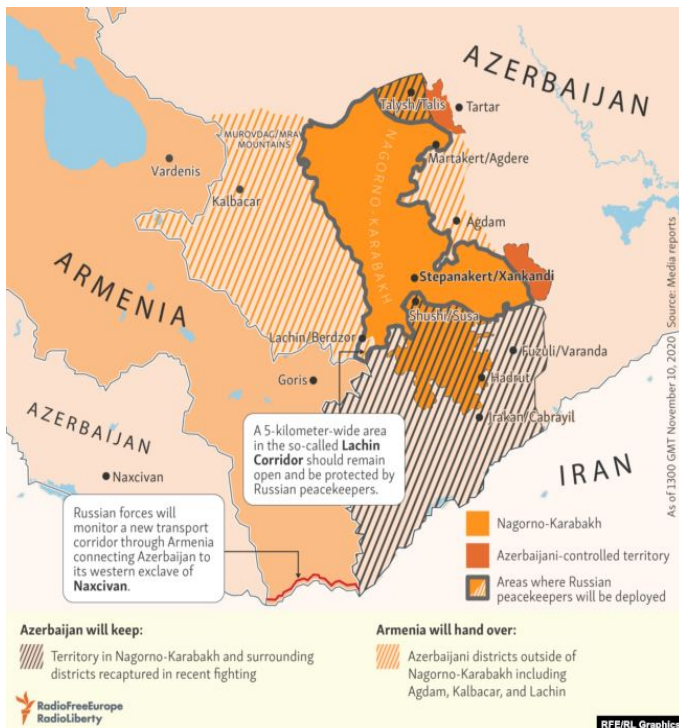 AZERBAIJAN
Talysh/Talis
Tartar
MUROVDAG/MRAV
MOUNTAINS
Martakert/Agdere
Vardenis
Kalbacar
NAGORNO-KARABAKH
Agdam
ARMENIA
Stepanakert/Xankandi
Shushi/Susa
Lachin/Berdzor
Fuzuli/Varanda
Goris
Hadrut
Jrakan/Cabrayil
AZERBAIJAN
Naxcivan
IRAN
A 5-kilometer-wide area
in the so-called Lachin
Corridor should remain
open and be protected by
Russian peacekeepers.
Russian forces will
monitor a new transport
corridor through Armenia
connecting Azerbaijan to
its western exclave of
Naxcivan.
Nagorno-Karabakh
Azerbaijani-controlled territory
Areas where Russian
peacekeepers will be deployed
As of 1300 GMT November 10, 2020 Source: Media reports
Azerbaijan will keep:
Territory in Nagorno-Karabakh and surrounding
districts recaptured in recent fighting
Armenia will hand over:
Azerbaijani districts outside of
Nagorno-Karabakh including
Agdam, Kalbacar, and Lachin
RadioFreeEurope
RadioLiberty
RFE/RL Graphics